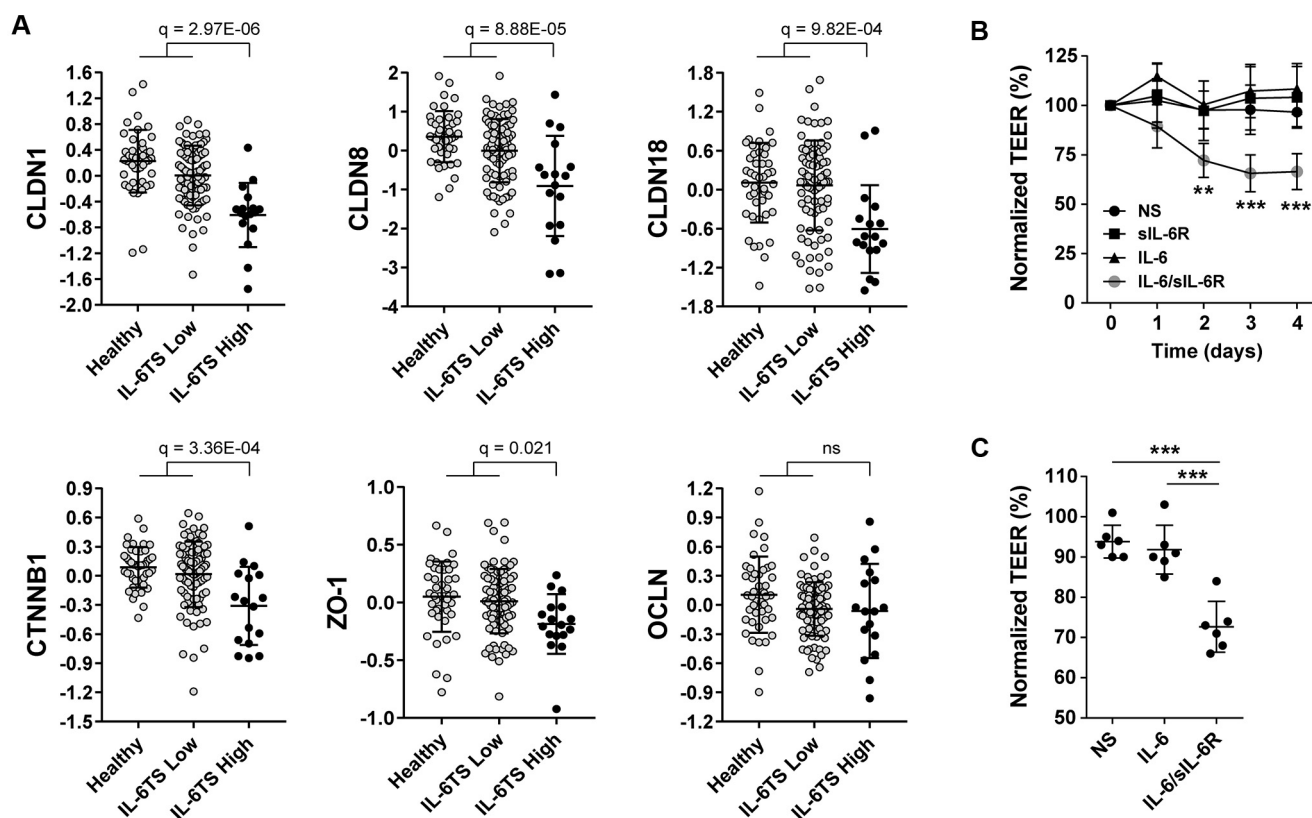 A
q = 2.97E-06
CLDN1
1.6
1.2
0.8
0.4
0.0
-0.4
-0.8
-1.2
-1.6
-2.0
Healthy
IL-6TS Low
IL-6TS High
q = 8.88E-05
CLDN8
2
1
0
-1
-2
-3
-4
Healthy
IL-6TS Low
IL-6TS High
q = 9.82E-04
CLDN18
1.8
1.2
0.6
0.0
-0.6
-1.2
-1.8
Healthy
IL-6TS Low
IL-6TS High
B
Normalized TEER (%)
125
100
75
50
25
0
** *** ***
NS
sIL-6R
IL-6
IL-6/sIL-6R
0 1 2 3 4
Time (days)
q = 3.36E-04
CTNNB1
0.9
0.6
0.3
0.0
-0.3
-0.6
-0.9
-1.2
-1.5
Healthy
IL-6TS Low
IL-6TS High
q = 0.021
ZO-1
1.0
0.5
0.0
-0.5
-1.0
Healthy
IL-6TS Low
IL-6TS High
ns
OCLN
1.2
0.9
0.6
0.3
0.0
-0.3
-0.6
-0.9
-1.2
Healthy
IL-6TS Low
IL-6TS High
C
***
***
Normalized TEER (%)
110
100
90
80
70
60
50
NS
IL-6
IL-6/sIL-6R